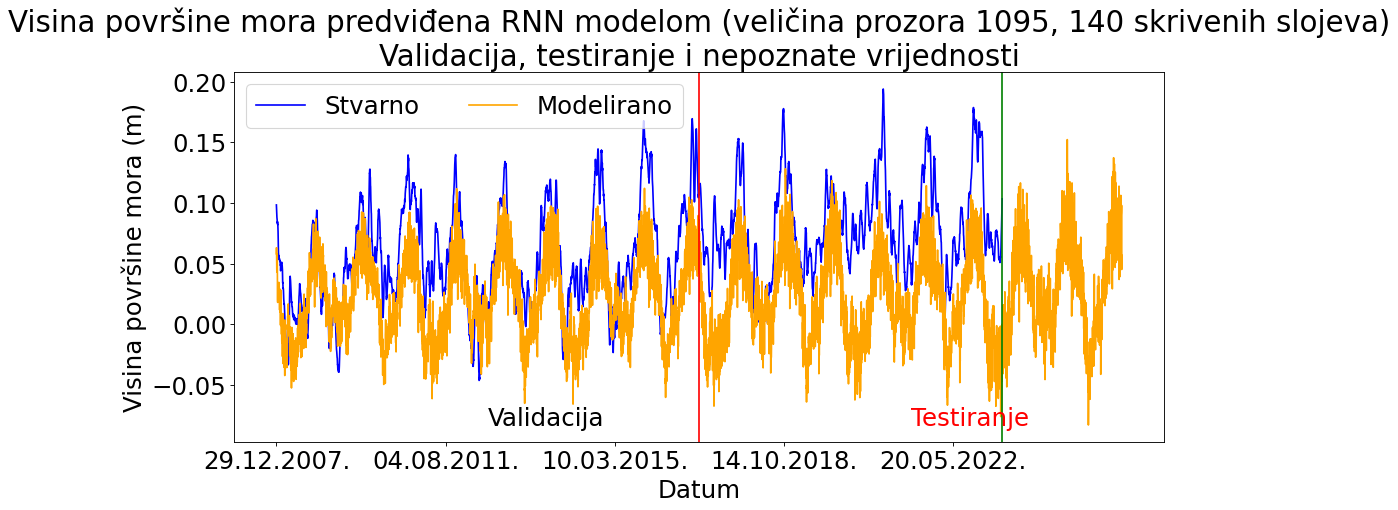 Visina površine mora predviđena RNN modelom (veličina prozora 1095, 140 skrivenih slojeva)
Validacija, testiranje i nepoznate vrijednosti
Stvarno
Modelirano
Visina površine mora (m)
0.20
0.15
0.10
0.05
0.00
−0.05
Validacija
Testiranje
29.12.2007.
04.08.2011.
10.03.2015.
14.10.2018.
20.05.2022.
Datum